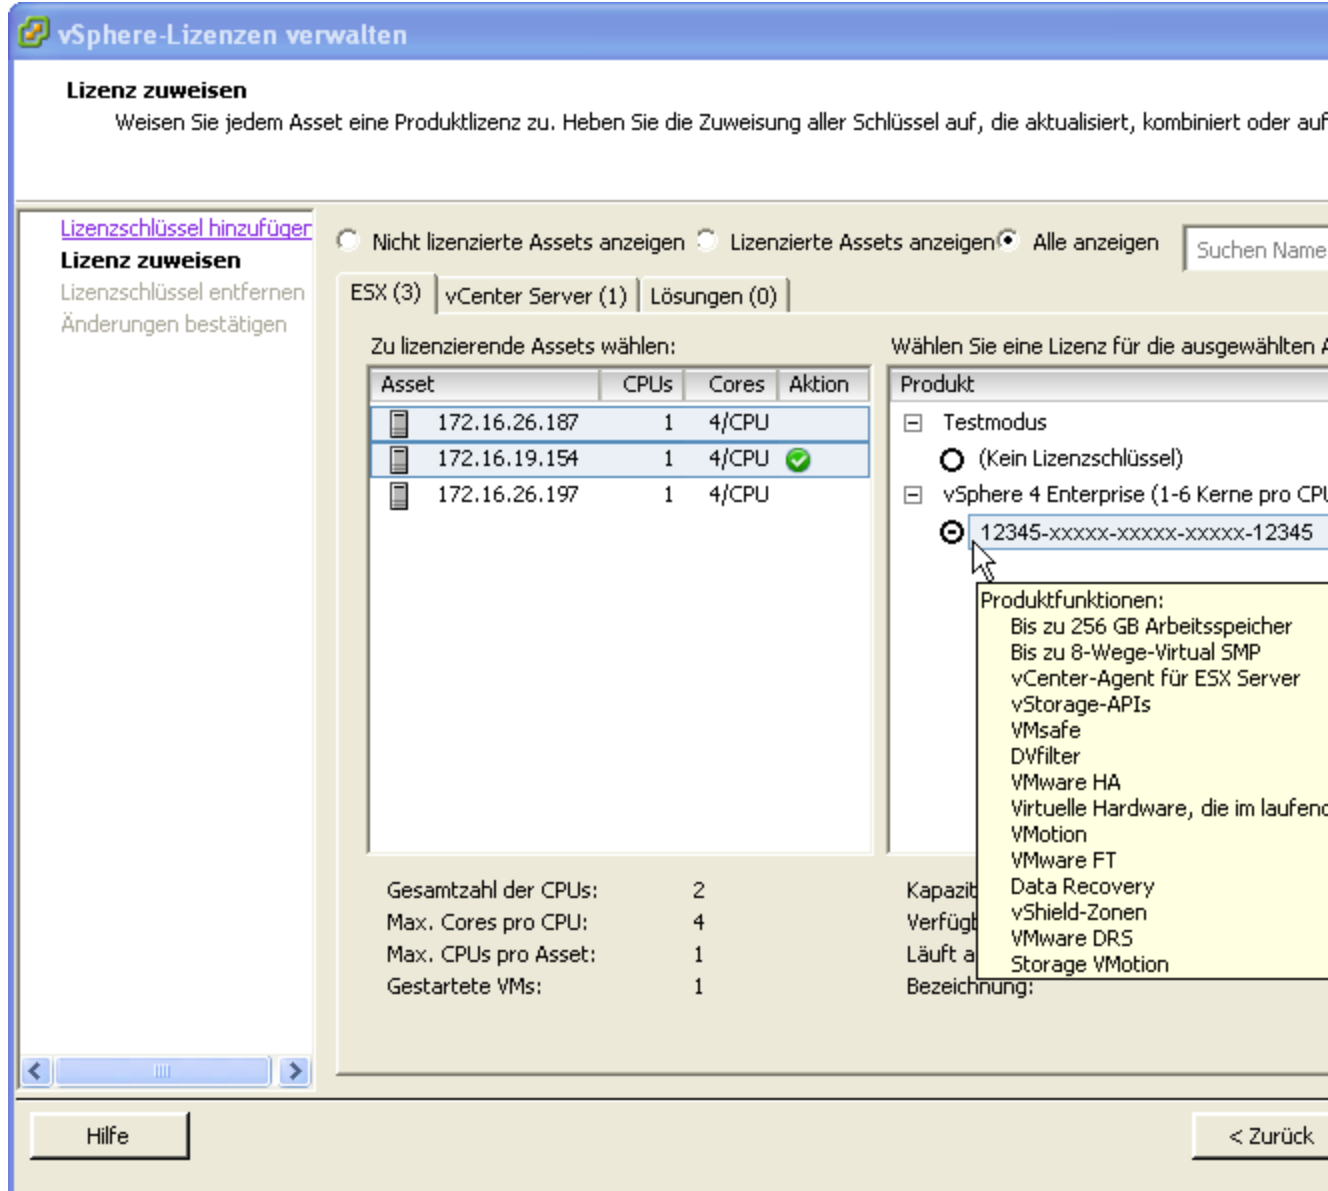 vSphere-Lizenzen verwalten
Lizenz zuweisen
Weisen Sie jedem Asset eine Produktlizenz zu. Heben Sie die Zuweisung aller Schlüssel auf, die aktualisiert, kombiniert oder auf
Lizenzschlüssel hinzufügen
Lizenz zuweisen
Lizenzschlüssel entfernen
Änderungen bestätigen
Nicht lizenzierte Assets anzeigen Lizenzierte Assets anzeigen Alle anzeigen Suchen Name
ESX (3) vCenter Server (1) Lösungen (0)
Zu lizenzierende Assets wählen:
Asset CPUs Cores Aktion
172.16.26.187 1 4/CPU
172.16.19.154 1 4/CPU
172.16.26.197 1 4/CPU
Gesamtzahl der CPUs: 2
Max. Cores pro CPU: 4
Max. CPUs pro Asset: 1
Gestartete VMs: 1
Wählen Sie eine Lizenz für die ausgewählten A
Produkt
Testmodus
(Kein Lizenzschlüssel)
vSphere 4 Enterprise (1-6 Kerne pro CPU
12345-xxxxx-xxxxx-xxxxx-12345
Produktfunktionen:
Bis zu 256 GB Arbeitsspeicher
Bis zu 8-Wege-Virtual SMP
vCenter-Agent für ESX Server
vStorage-APIs
VMsafe
DVfilter
VMware HA
Virtuelle Hardware, die im laufend
VMotion
VMware FT
Data Recovery
vShield-Zonen
VMware DRS
Storage VMotion
Kapazit
Verfügb
Läuft a
Bezeichnung:
Hilfe
< Zurück